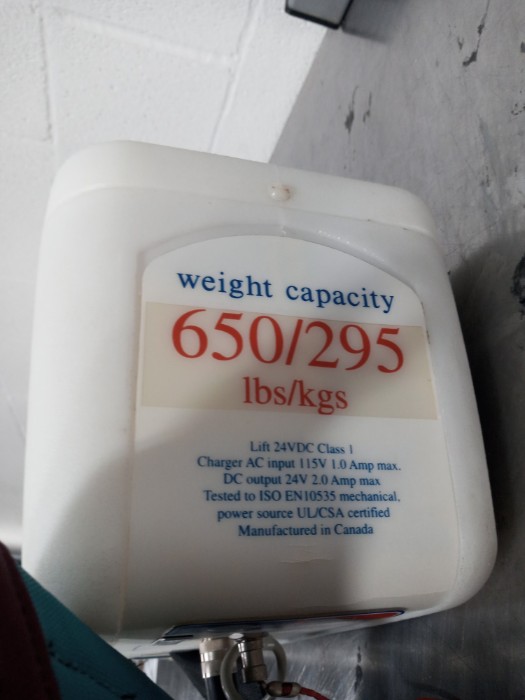 weight capacity
650/295
lbs/kgs
Lift 24VDC Class 1
Charger AC input 115V 1.0 Amp max.
DC output 24V 2.0 Amp max
Tested to ISO EN10535 mechanical,
power source UL/CSA certified
Manufactured in Canada